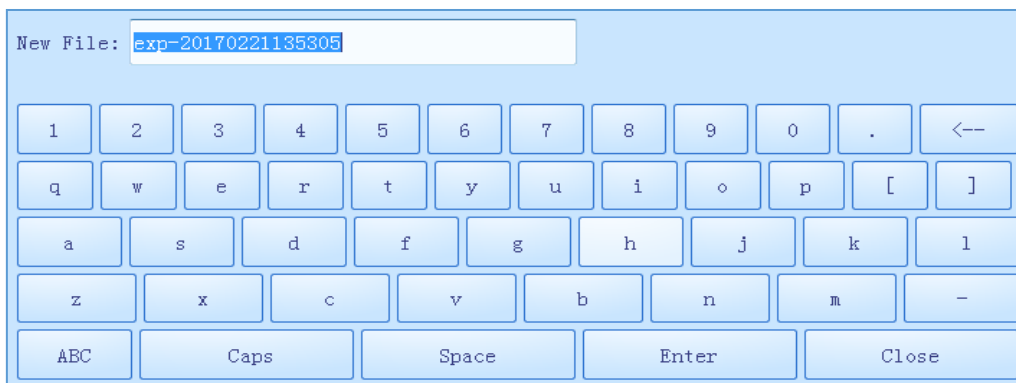 New File: exp-20170221135305
1 2 3 4 5 6 7 8 9 0 . <--
q w e r t y u i o p [ ]
a s d f g h j k l
z x c v b n m -
ABC Caps Space Enter Close